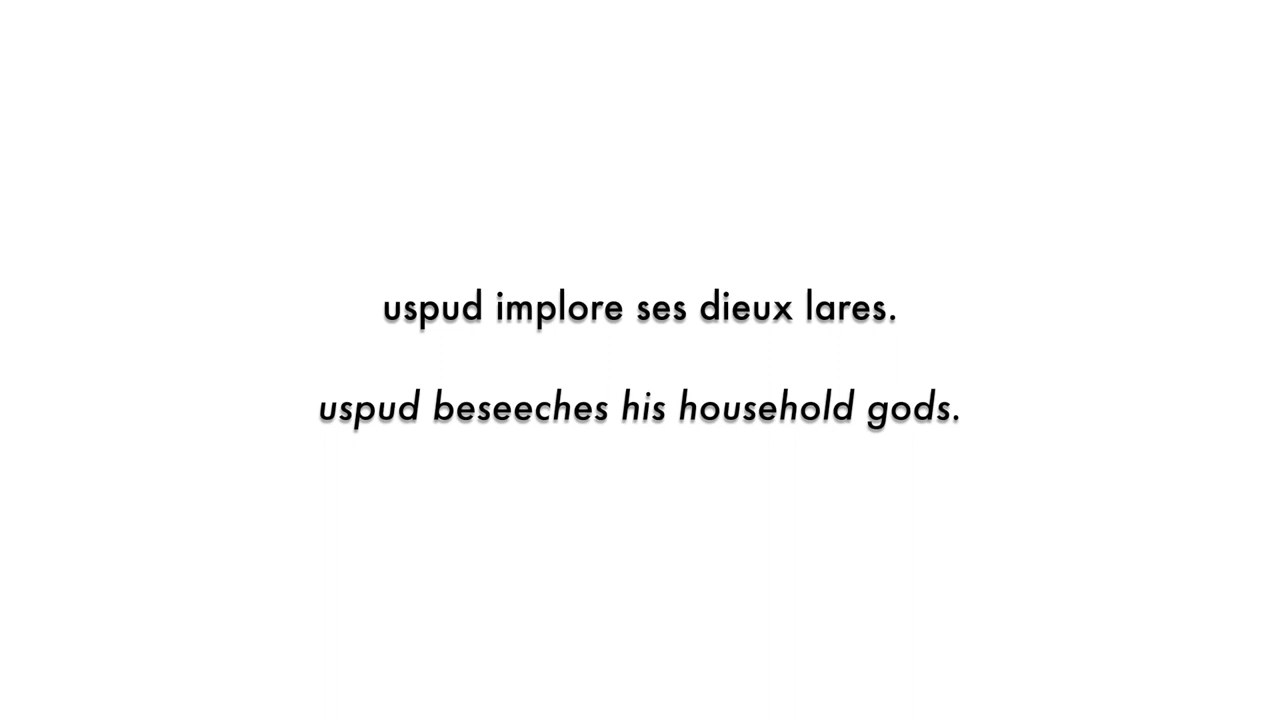 uspud implore ses dieux lares.
uspud beseeches his household gods.